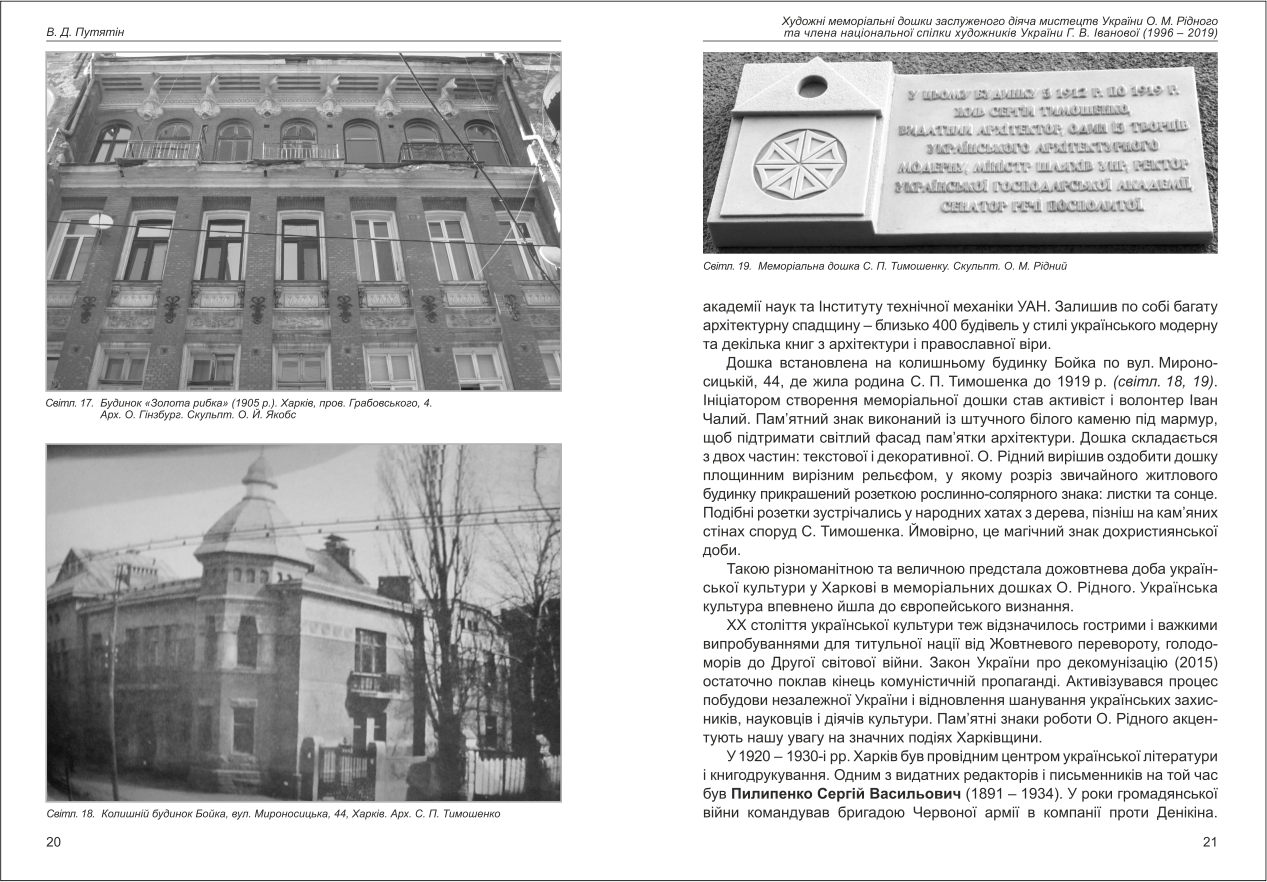 В. Д. Путятін
Світл. 17. Будинок «Золота рибка» (1905 р.). Харків, пров. Грабовського, 4.
Арх. О. Гінзбург. Скульпт. О. Й. Якобс
Світл. 18. Колишній будинок Бойка, вул. Мироносицька, 44, Харків. Арх. С. П. Тимошенко
20
Художні меморіальні дошки заслуженого діяча мистецтв України О. М. Рідного
та члена національної спілки художників України Г. В. Іванової (1996 – 2019)
У ЦЬОМУ БУДИНКУ З 1912 Р. ПО 1919 Р.
ЖИВ СЕРГІЙ ТИМОШЕНКО,
ВИДАТНИЙ АРХІТЕКТОР, ОДИН ІЗ ТВОРЦІВ
УКРАЇНСЬКОГО АРХІТЕКТУРНОГО
МОДЕРНУ, МІНІСТР ШЛЯХІВ УНР, РЕКТОР
УКРАЇНСЬКОЇ ГОСПОДАРСЬКОЇ АКАДЕМІЇ,
СЕНАТОР РЕЧІ ПОСПОЛИТОЇ
Світл. 19. Меморіальна дошка С. П. Тимошенку. Скульпт. О. М. Рідний
академії наук та Інституту технічної механіки УАН. Залишив по собі багату
архітектурну спадщину – близько 400 будівель у стилі українського модерну
та декілька книг з архітектури і православної віри.
Дошка встановлена на колишньому будинку Бойка по вул. Мироно-
сицькій, 44, де жила родина С. П. Тимошенка до 1919 р. (світл. 18, 19).
Ініціатором створення меморіальної дошки став активіст і волонтер Іван
Чалий. Пам’ятний знак виконаний із штучного білого каменю під мармур,
щоб підтримати світлий фасад пам’ятки архітектури. Дошка складається
з двох частин: текстової і декоративної. О. Рідний вирішив оздобити дошку
площинним вирізним рельєфом, у якому розріз звичайного житлового
будинку прикрашений розеткою рослинно-солярного знака: листки та сонце.
Подібні розетки зустрічались у народних хатах з дерева, пізніш на кам’яних
стінах споруд С. Тимошенка. Ймовірно, це магічний знак дохристиянської
доби.
Такою різноманітною та величною предстала дожовтнева доба україн-
ської культури у Харкові в меморіальних дошках О. Рідного. Українська
культура впевнено йшла до європейського визнання.
XX століття української культури теж відзначилось гострими і важкими
випробуваннями для титульної нації від Жовтневого перевороту, голодо-
морів до Другої світової війни. Закон України про декомунізацію (2015)
остаточно поклав кінець комуністичній пропаганді. Активізувався процес
побудови незалежної України і відновлення шанування українських захис-
ників, науковців і діячів культури. Пам’ятні знаки роботи О. Рідного акцен-
тують нашу увагу на значних подіях Харківщини.
У 1920 – 1930-і рр. Харків був провідним центром української літератури
і книгодрукування. Одним з видатних редакторів і письменників на той час
був Пилипенко Сергій Васильович (1891 – 1934). У роки громадянської
війни командував бригадою Червоної армії в компанії проти Денікіна.
21